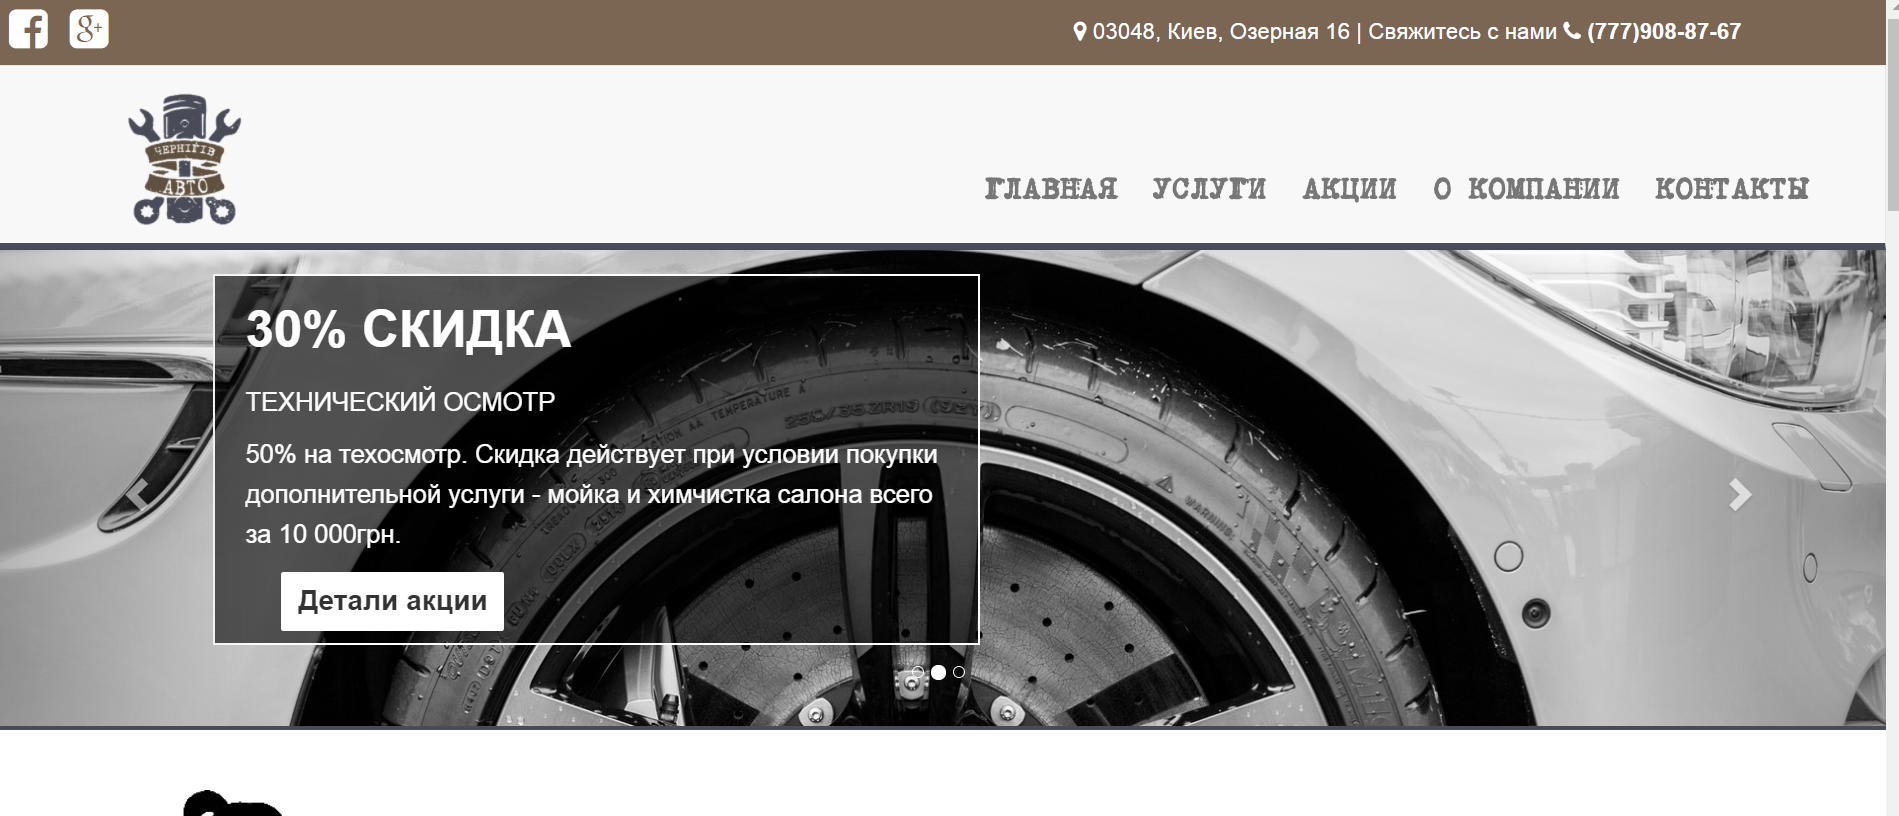 03048, Киев, Озерная 16 | Свяжитесь с нами (777)908-87-67
ЧЕРНІГІВ
АВТО
ГЛАВНАЯ УСЛУГИ АКЦИИ О КОМПАНИИ КОНТАКТЫ
30% СКИДКА
ТЕХНИЧЕСКИЙ ОСМОТР
50% на техосмотр. Скидка действует при условии покупки
дополнительной услуги - мойка и химчистка салона всего
за 10 000грн.
Детали акции
TEMPERATURE A
WARNING: